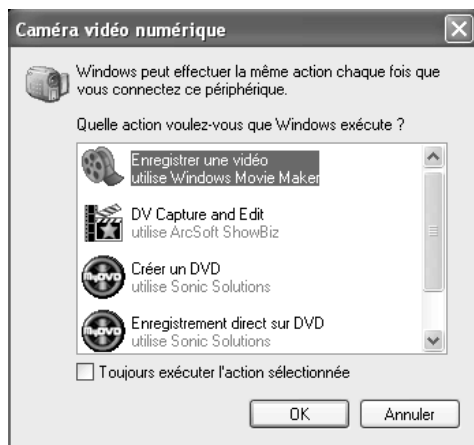 Caméra vidéo numérique
Windows peut effectuer la même action chaque fois que
vous connectez ce périphérique.
Quelle action voulez-vous que Windows exécute ?
Enregistrer une vidéo
utilise Windows Movie Maker
DV Capture and Edit
utilise ArcSoft ShowBiz
Créer un DVD
utilise Sonic Solutions
Enregistrement direct sur DVD
utilise Sonic Solutions
Toujours exécuter l'action sélectionnée
OK Annuler